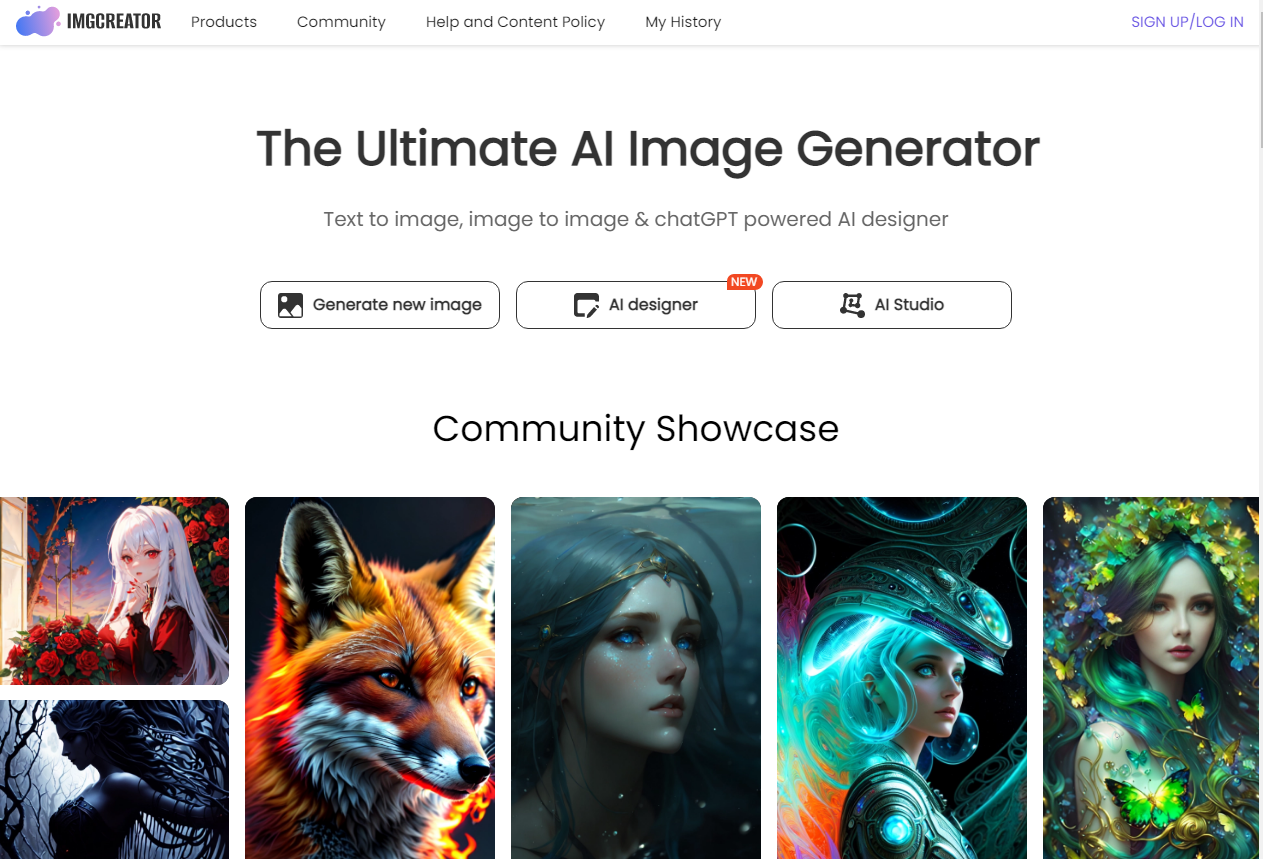 IMGCREATOR Products Community Help and Content Policy My History SIGN UP/LOG IN
The Ultimate AI Image Generator
Text to image, image to image & chatGPT powered AI designer
NEW
Generate new image AI designer AI Studio
Community Showcase